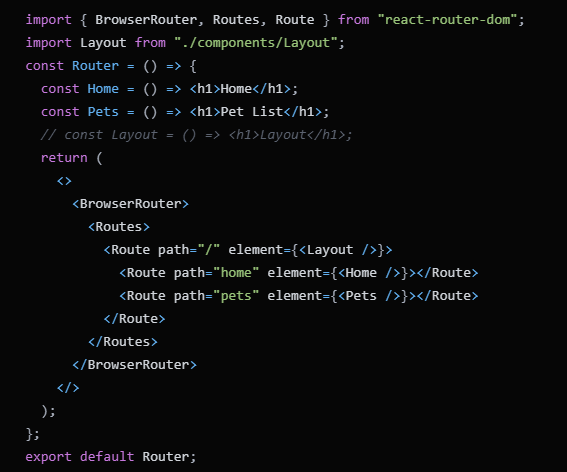 import { BrowserRouter, Routes, Route } from "react-router-dom";
import Layout from "./components/Layout";
const Router = () => {
  const Home = () => <h1>Home</h1>;
  const Pets = () => <h1>Pet List</h1>;
  // const Layout = () => <h1>Layout</h1>;
  return (
    <>
      <BrowserRouter>
        <Routes>
          <Route path="/" element={<Layout />}>
            <Route path="home" element={<Home />}></Route>
            <Route path="pets" element={<Pets />}></Route>
          </Route>
        </Routes>
      </BrowserRouter>
    </>
  );
};
export default Router;